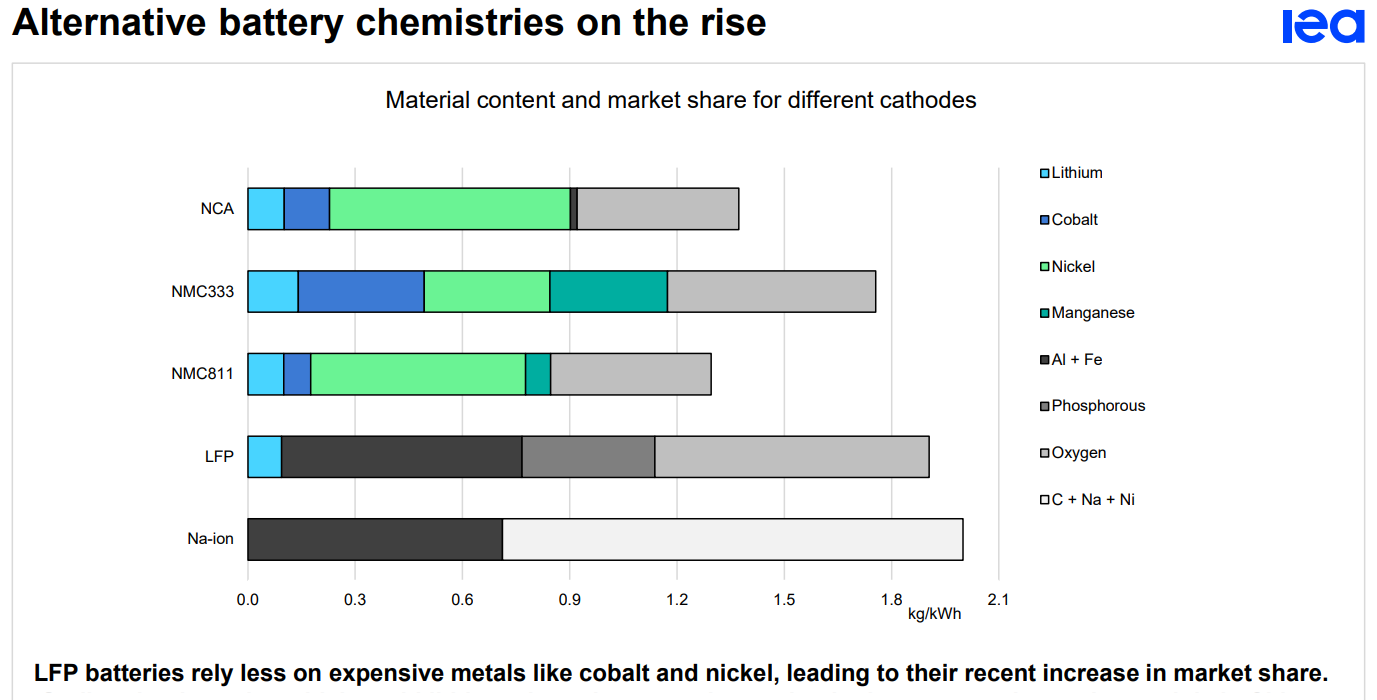 Alternative battery chemistries on the rise
iea
Material content and market share for different cathodes
NCA
NMC333
NMC811
LFP
Na-ion
0.0 0.3 0.6 0.9 1.2 1.5 1.8 2.1
kg/kWh
Lithium
Cobalt
Nickel
Manganese
Al + Fe
Phosphorous
Oxygen
C + Na + Ni
LFP batteries rely less on expensive metals like cobalt and nickel, leading to their recent increase in market share.